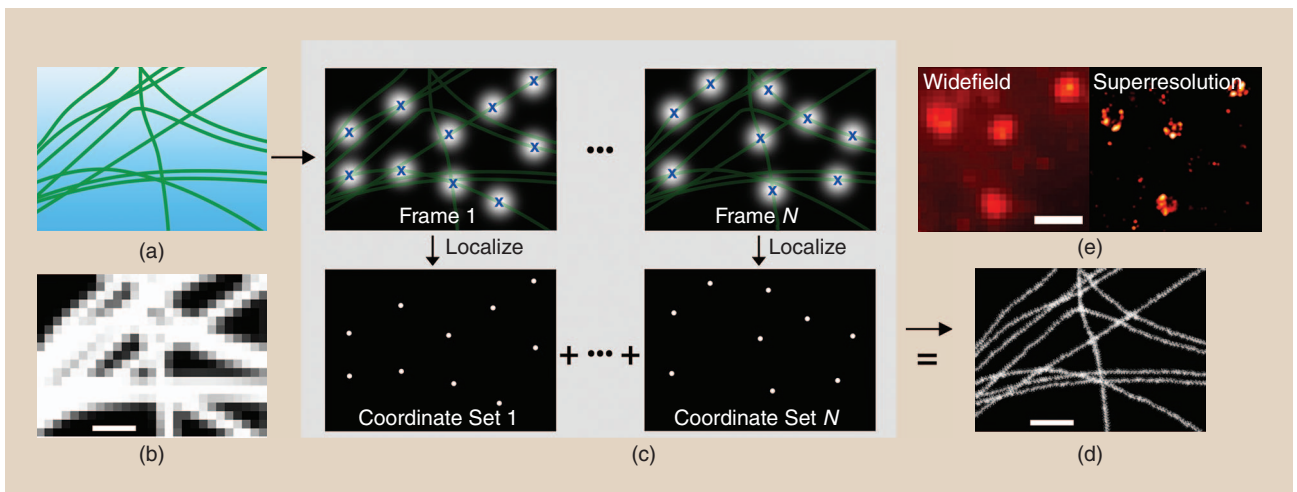 (a)
(b)
x x x x x x x x x x
Frame 1
•••
x x x x x x x x x
Frame N
Localize
Localize
+ ••• +
Coordinate Set 1
Coordinate Set N
(c)
=
Widefield
Superresolution
(e)
(d)